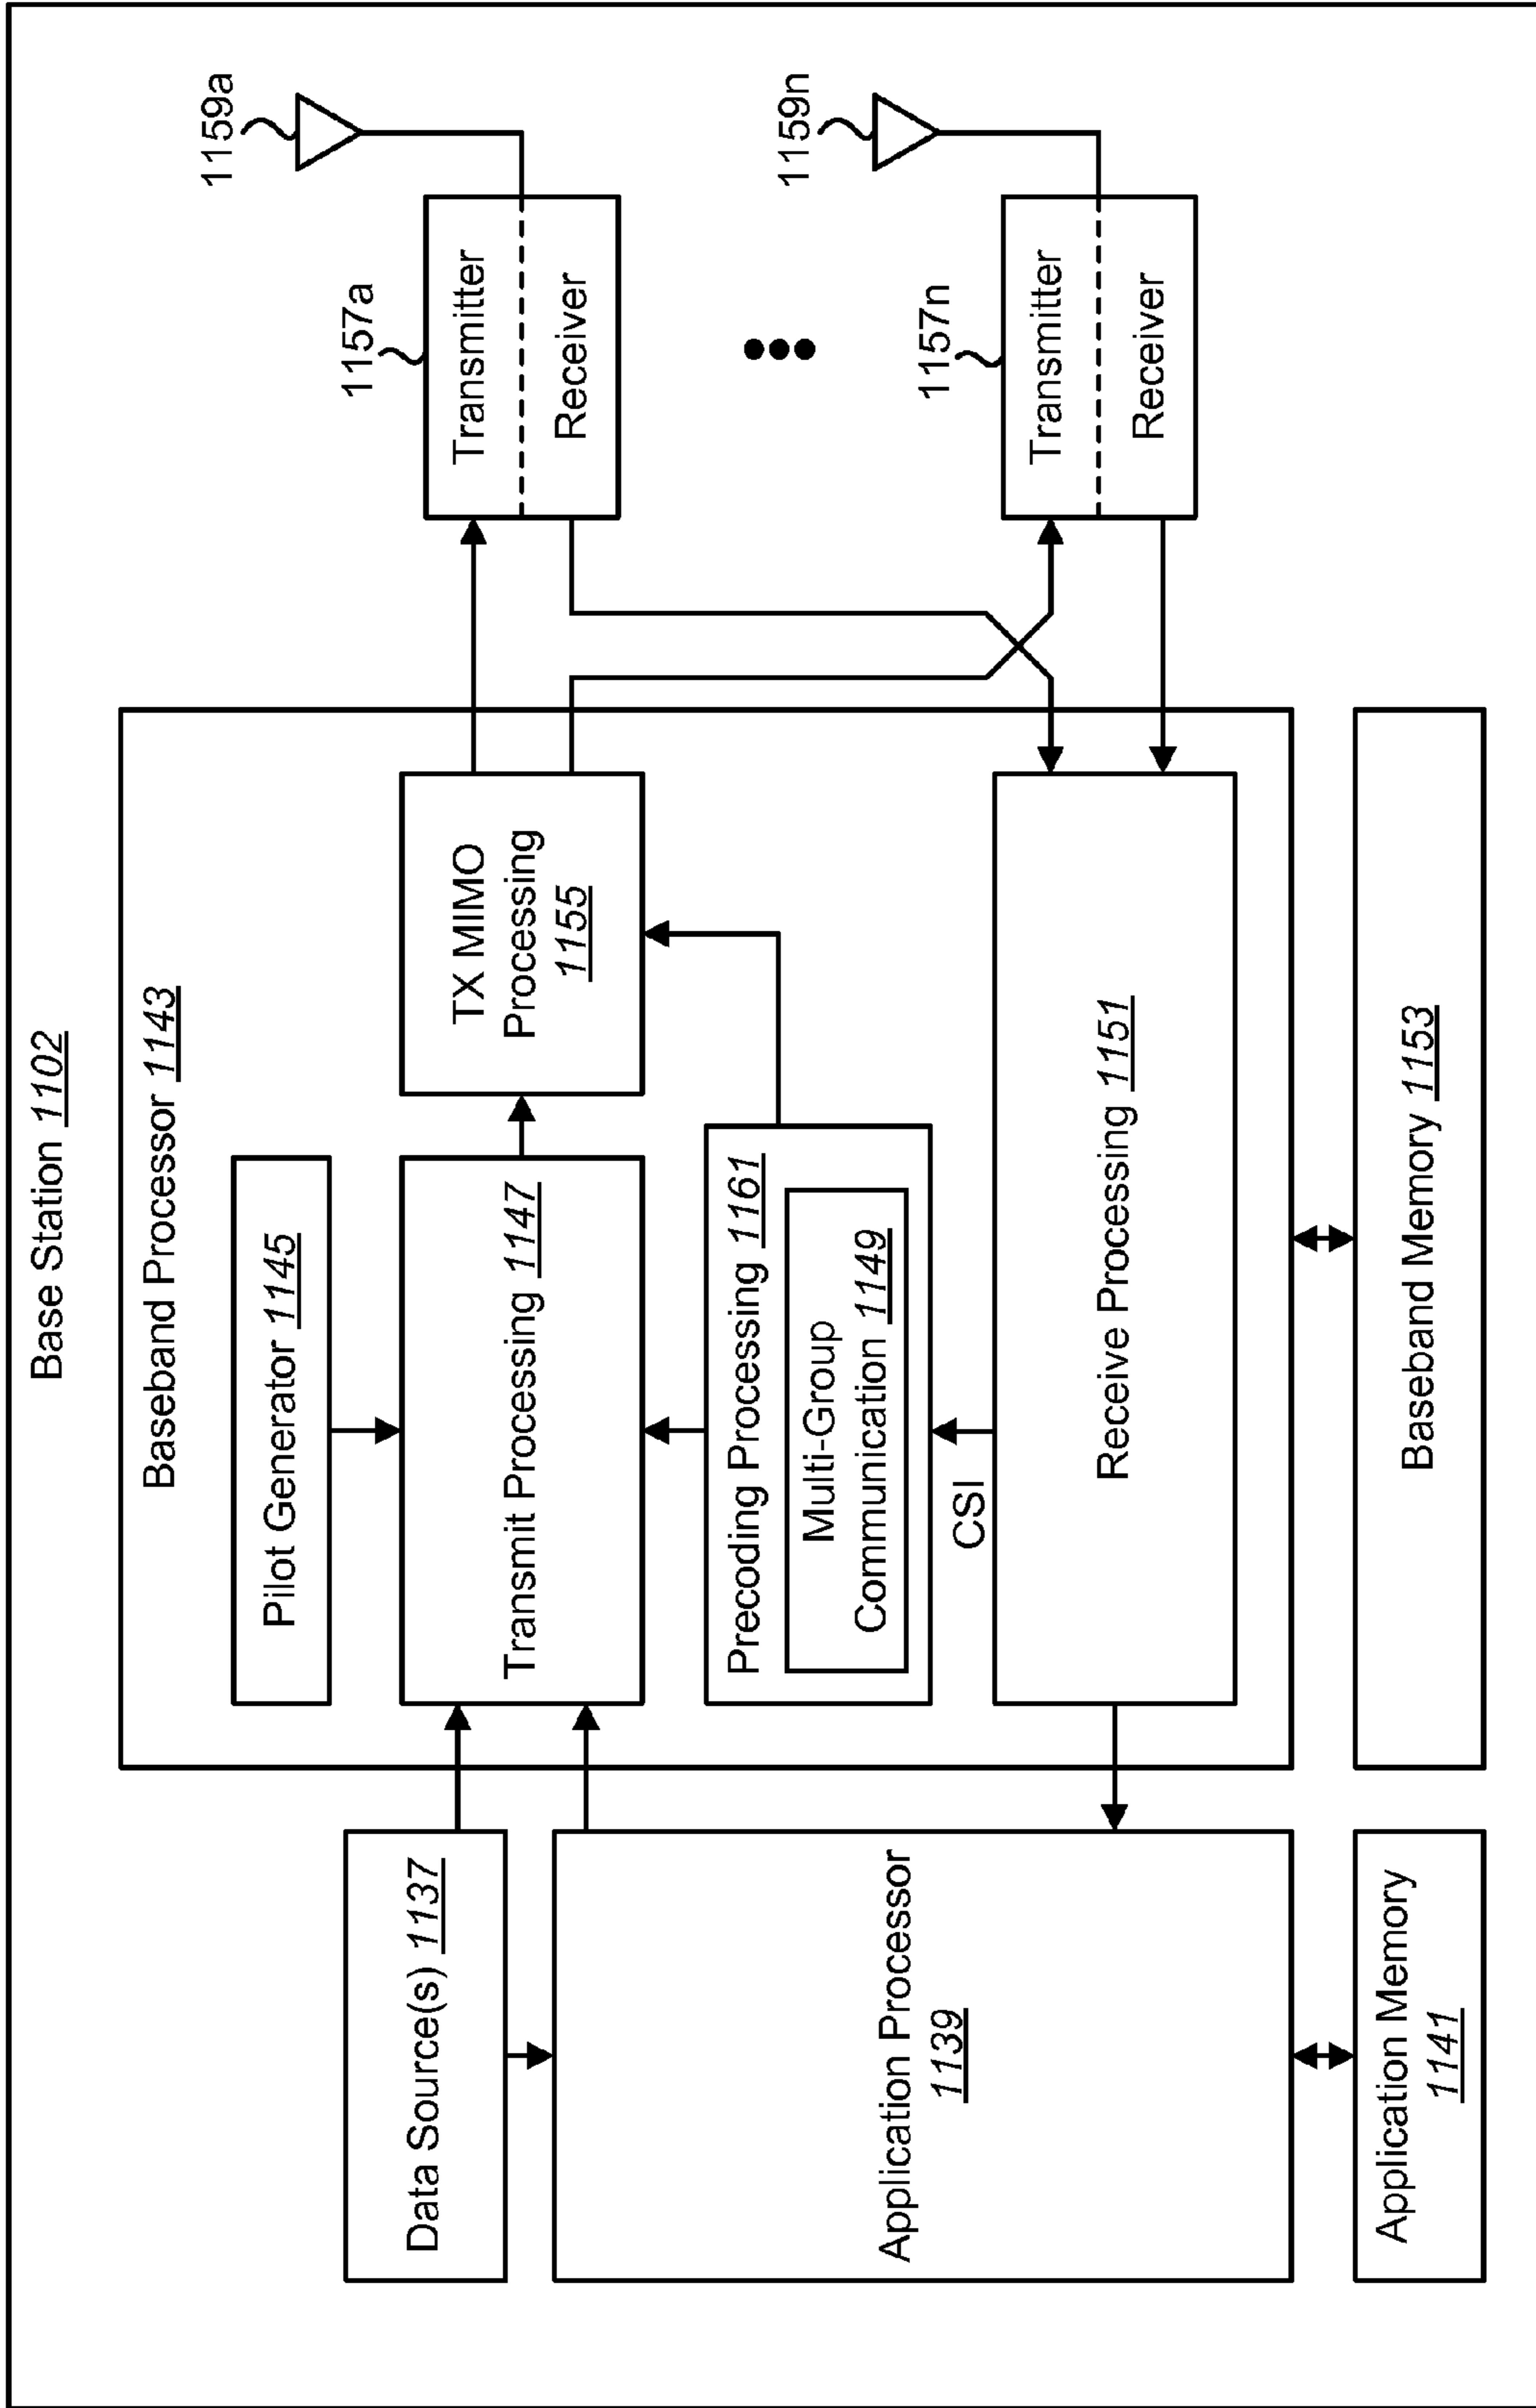 Base Station 1102
Baseband Processor 1143
Pilot Generator 1145
Data Source(s) 1137
Transmit Processing 1147
TX MIMO
Processing
1155
1157a
Transmitter
Receiver
1159a
Application Processor
1139
Precoding Processing 1161
Multi-Group
Communication 1149
CSI
Receive Processing 1151
1157n
Transmitter
Receiver
1159n
Application Memory
1141
Baseband Memory 1153